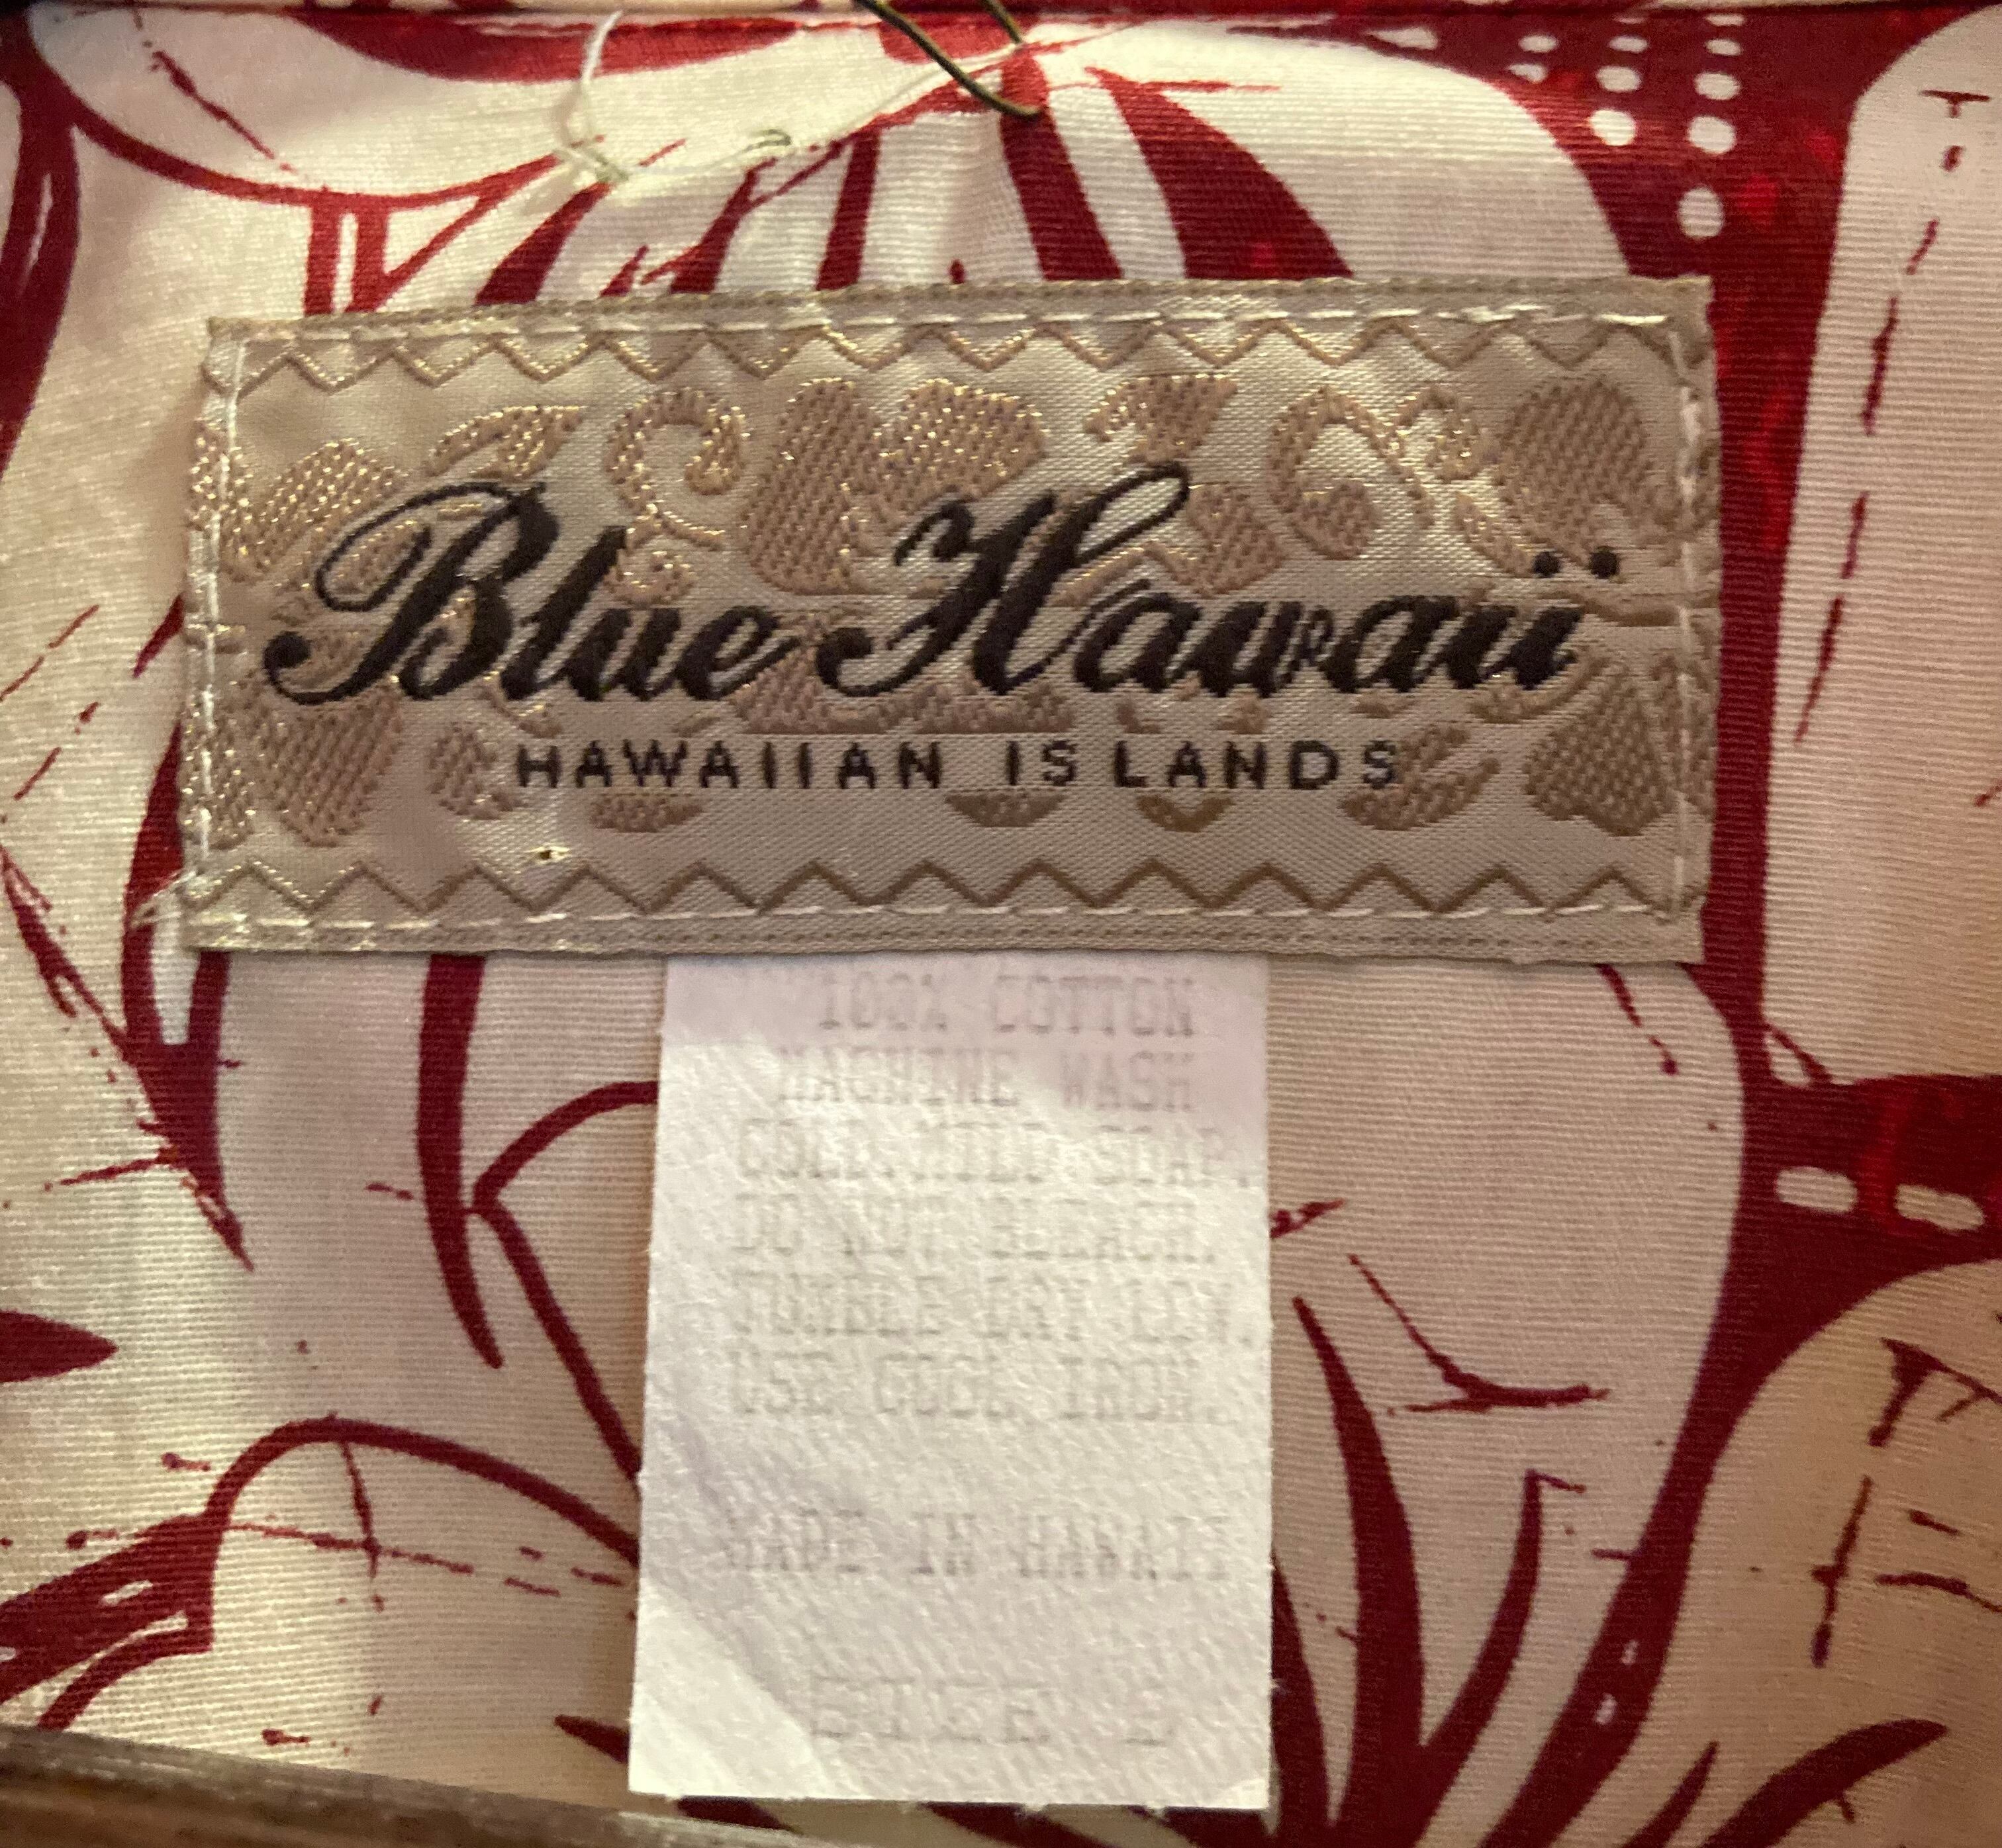 Blue Hawaii
HAWAIIAN ISLANDS
100% COTTON
MACHINE WASH
COLD.MILD SOAP.
DO NOT BLEACH.
TUMBLE DRY LOW.
USE COOL IRON.
MADE IN HAWAII
SIZE